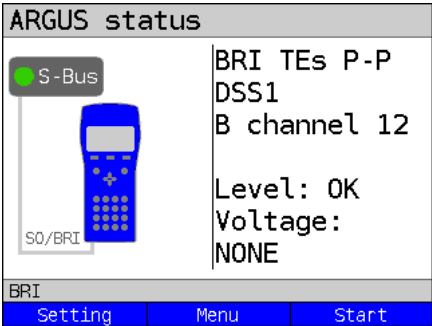 ARGUS status
S-Bus
S0/BRI
BRI TEs P-P
DSS1
B channel 12
Level: OK
Voltage:
NONE
BRI
Setting Menu Start